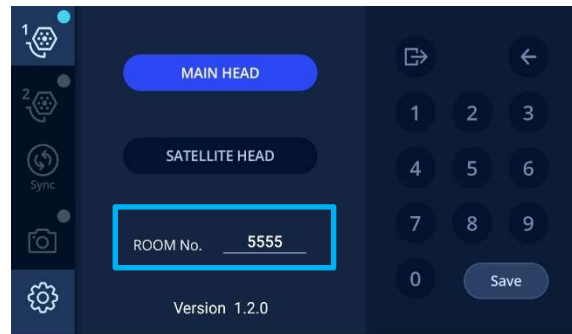 1
2
Sync
MAIN HEAD
SATELLITE HEAD
ROOM No. 5555
Version 1.2.0
1 2 3
4 5 6
7 8 9
0 Save